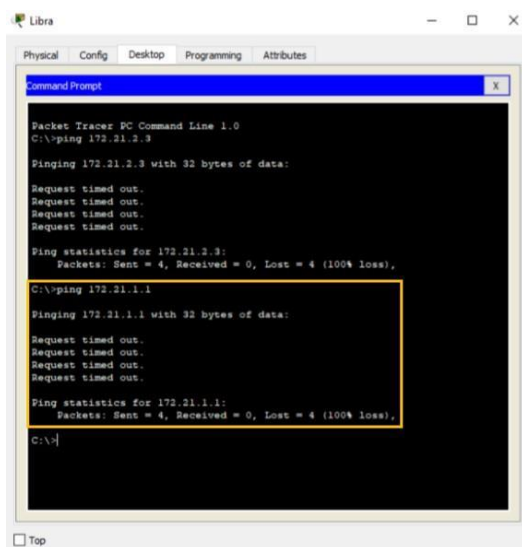 Libra
Physical Config Desktop Programming Attributes
Command Prompt
X
Packet Tracer PC Command Line 1.0
C:\>ping 172.21.2.3
Pinging 172.21.2.3 with 32 bytes of data:
Request timed out.
Request timed out.
Request timed out.
Request timed out.
Ping statistics for 172.21.2.3:
Packets: Sent = 4, Received = 0, Lost = 4 (100% loss),
C:\>ping 172.21.1.1
Pinging 172.21.1.1 with 32 bytes of data:
Request timed out.
Request timed out.
Request timed out.
Request timed out.
Ping statistics for 172.21.1.1:
Packets: Sent = 4, Received = 0, Lost = 4 (100% loss),
C:\>
Top